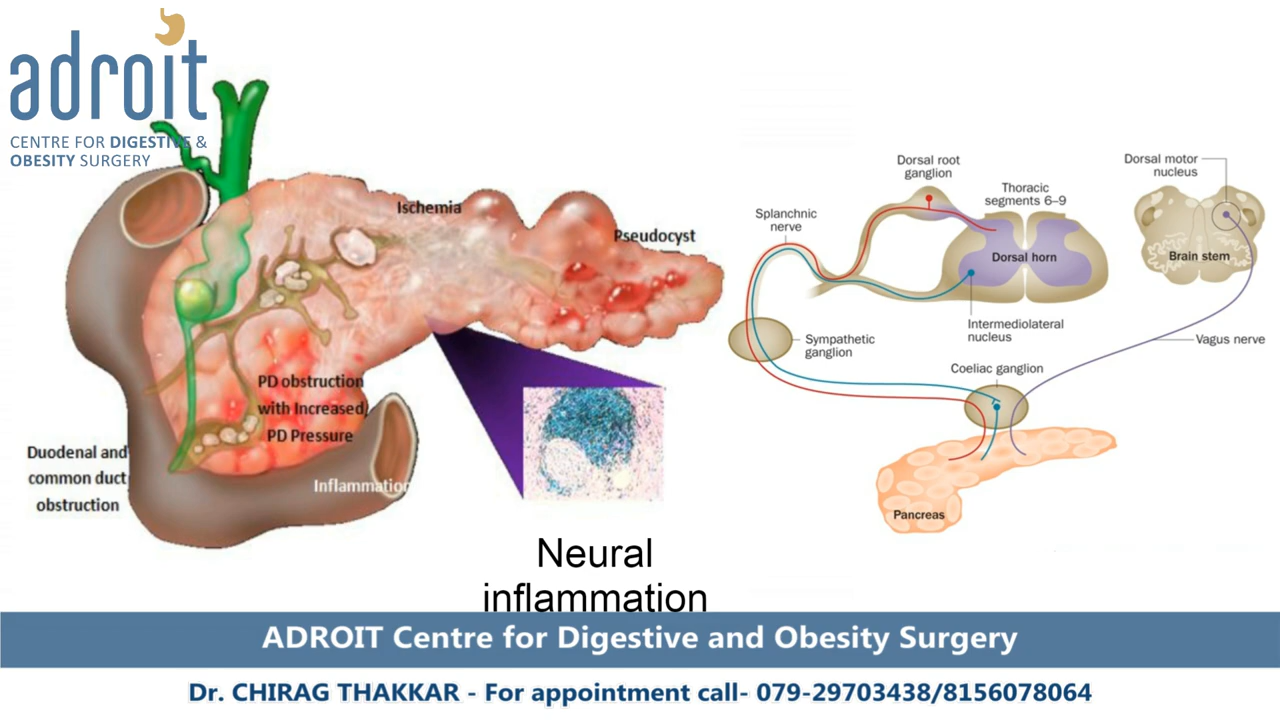 adroit
CENTRE FOR DIGESTIVE &
OBESITY SURGERY
Ischemia
Pseudocyst
PD obstruction
with Increased
PD Pressure
Duodenal and
common duct
obstruction
Inflammation
Neural
inflammation
Dorsal root
ganglion
Thoracic
segments 6–9
Dorsal motor
nucleus
Splanchnic
nerve
Dorsal horn
Brain stem
Intermediolateral
nucleus
Sympathetic
ganglion
Vagus nerve
Coeliac ganglion
Pancreas
ADROIT Centre for Digestive and Obesity Surgery
Dr. CHIRAG THAKKAR - For appointment call- 079-29703438/8156078064